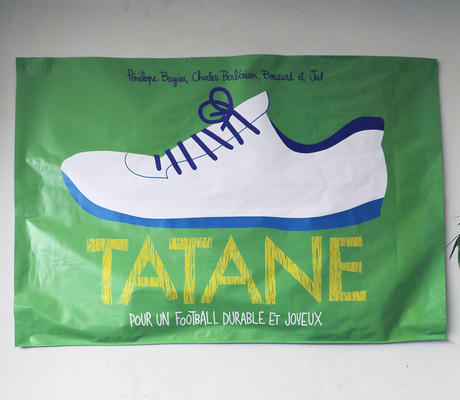 Pénélope Bagieu, Charles Berbérian, Bouzard et Jul
TATANE
POUR UN FOOTBALL DURABLE ET JOYEUX